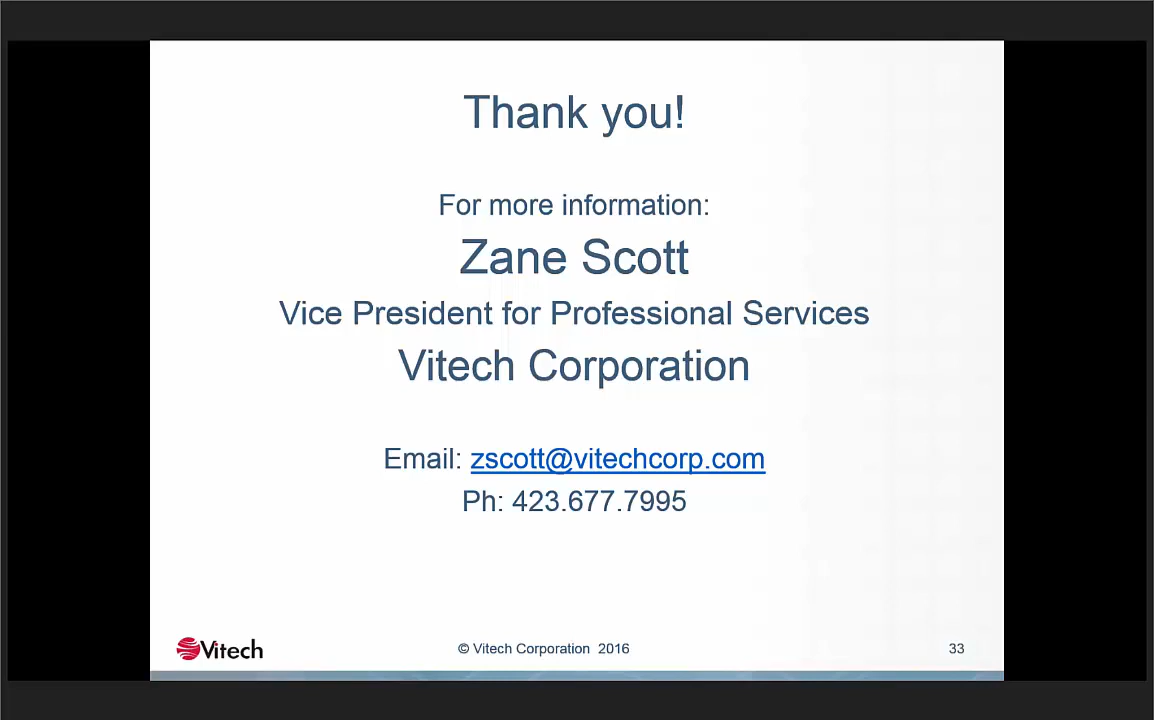 Thank you!
For more information:
Zane Scott
Vice President for Professional Services
Vitech Corporation
Email: zscott@vitechcorp.com
Ph: 423.677.7995
Vitech
© Vitech Corporation 2016
33